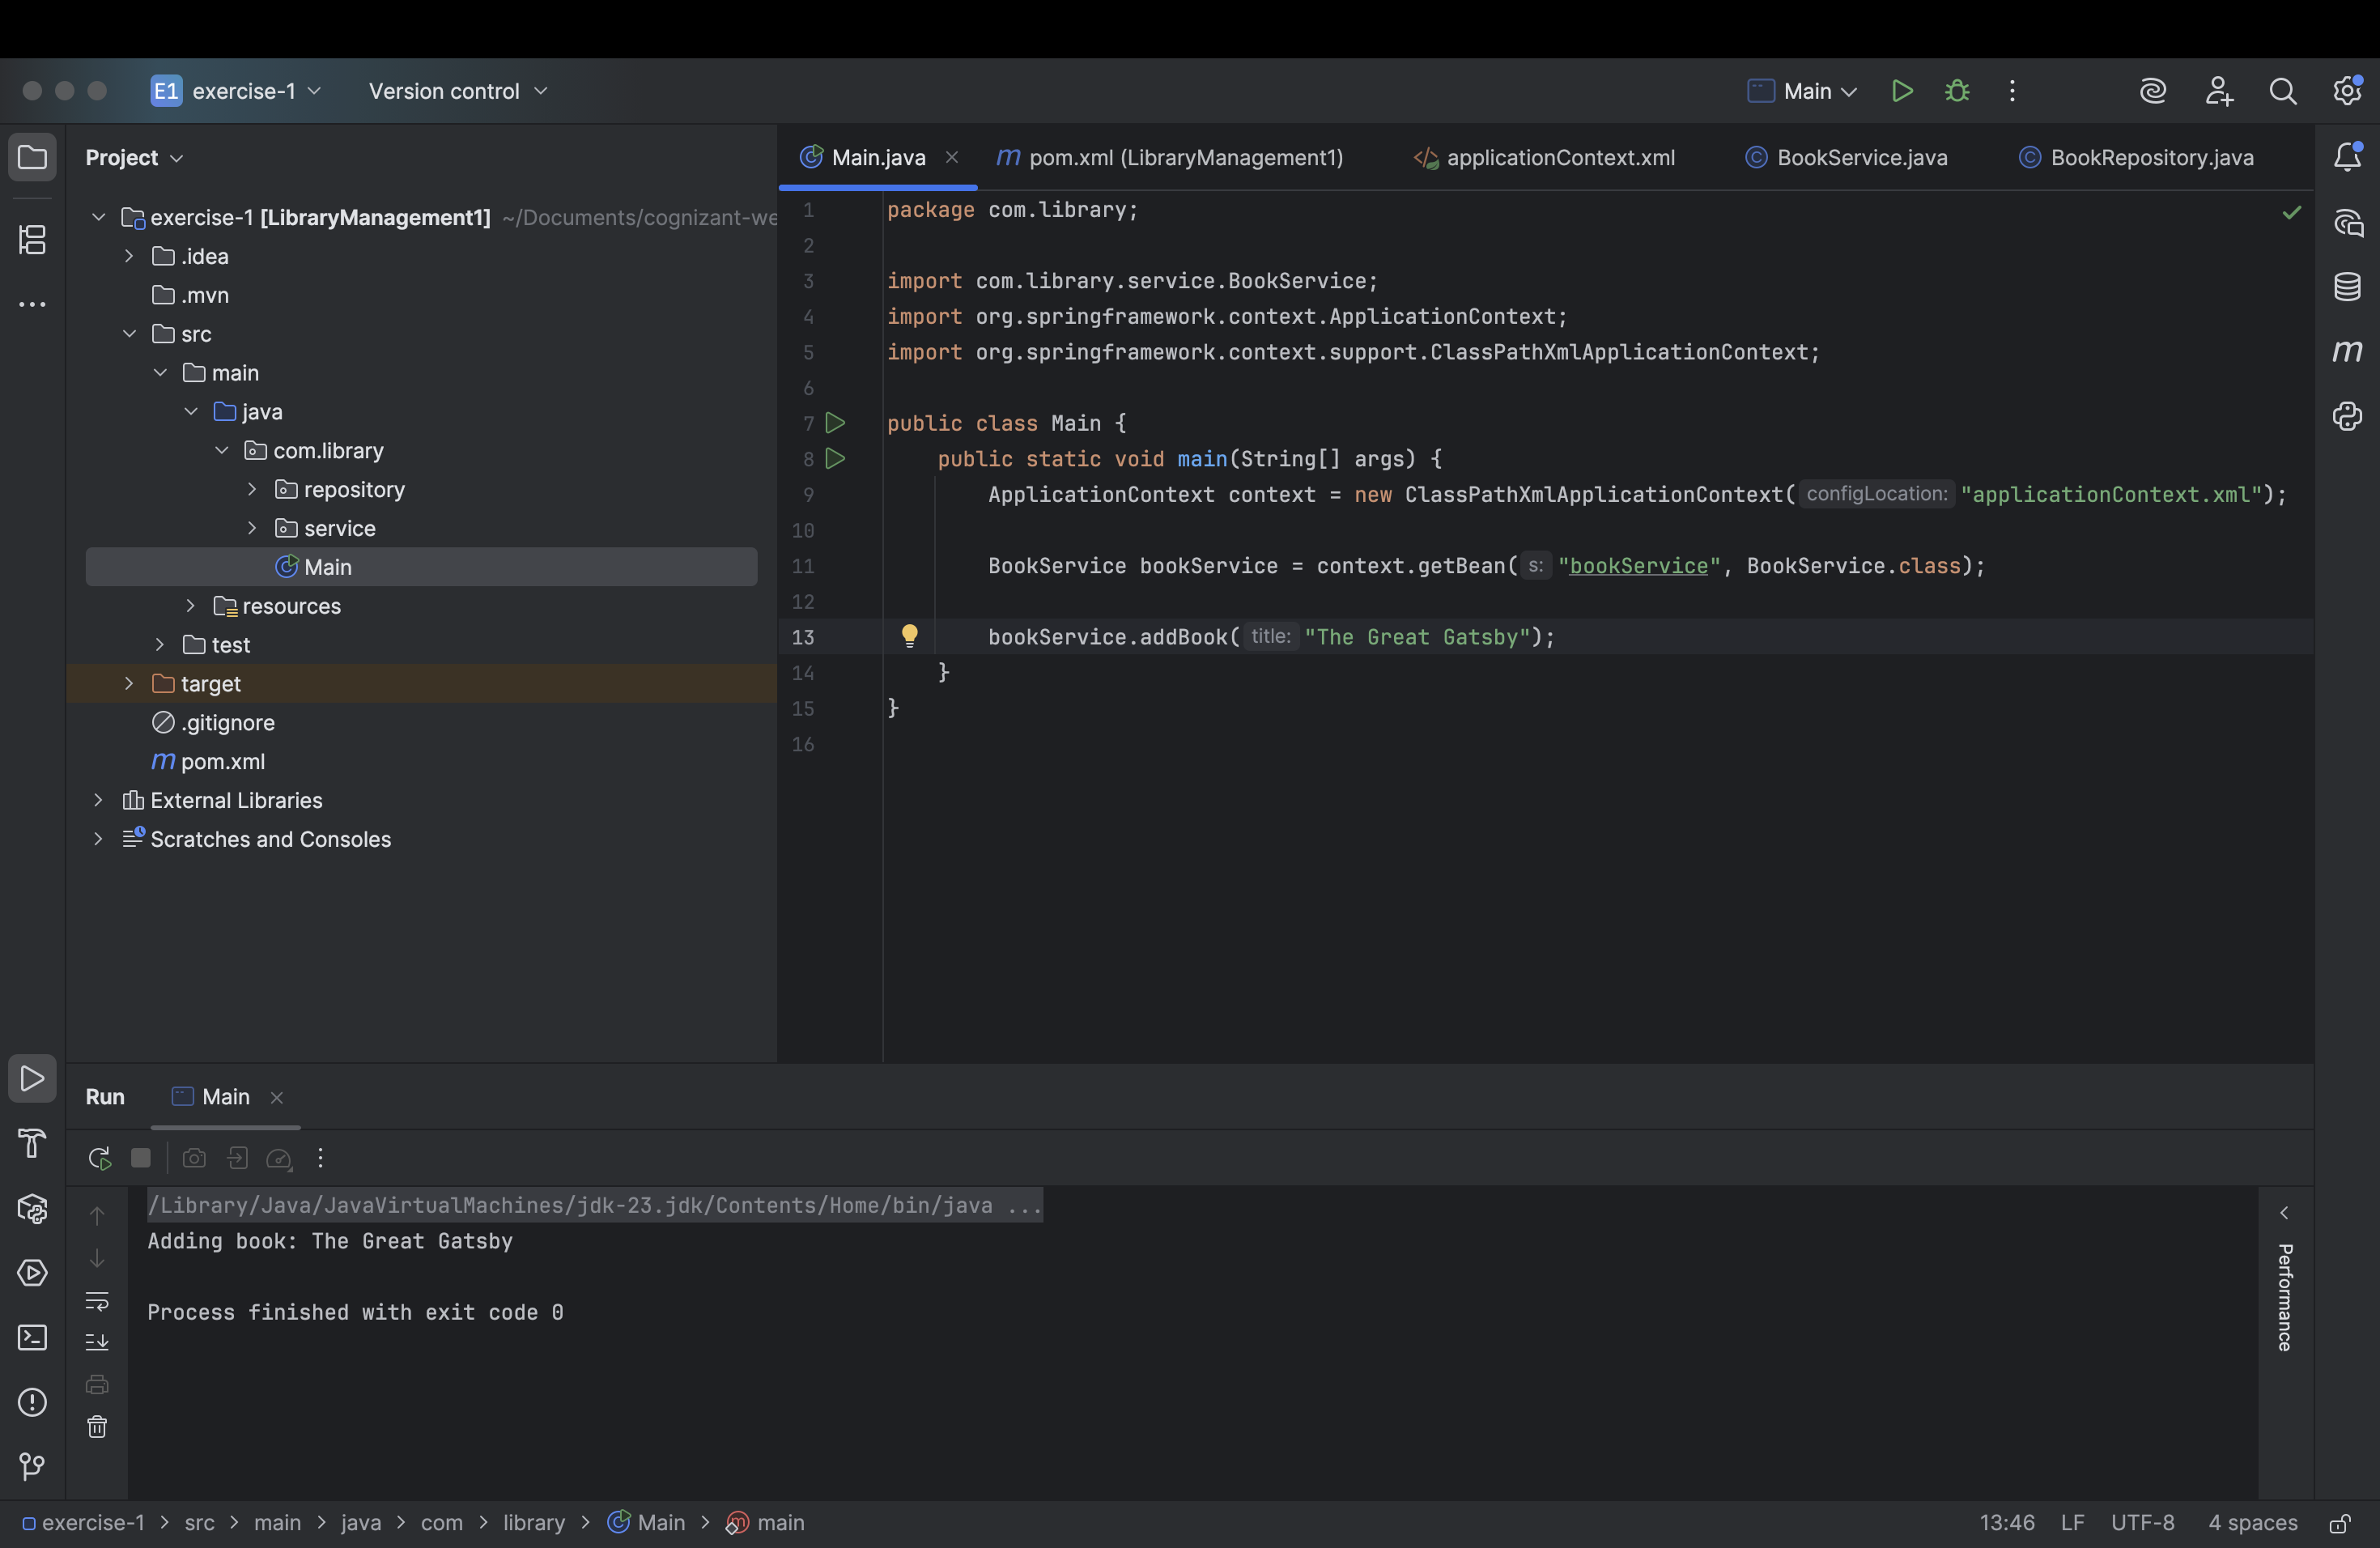 E1 exercise-1 Version control Main
Project
Main.java pom.xml (LibraryManagement1) applicationContext.xml BookService.java BookRepository.java
exercise-1 [LibraryManagement1] ~/Documents/cognizant-we
.idea
.mvn
src
main
java
com.library
repository
service
Main
resources
test
target
.gitignore
m pom.xml
External Libraries
Scratches and Consoles
1 package com.library;
2
3 import com.library.service.BookService;
4 import org.springframework.context.ApplicationContext;
5 import org.springframework.context.support.ClassPathXmlApplicationContext;
6
7 public class Main {
8 public static void main(String[] args) {
9 ApplicationContext context = new ClassPathXmlApplicationContext( configLocation: "applicationContext.xml");
10
11 BookService bookService = context.getBean( s: "bookService", BookService.class);
12
13 bookService.addBook( title: "The Great Gatsby");
14 }
15 }
16
Run Main
/Library/Java/JavaVirtualMachines/jdk-23.jdk/Contents/Home/bin/java ...
Adding book: The Great Gatsby
Process finished with exit code 0
Performance
exercise-1 > src > main > java > com > library > Main > main 13:46 LF UTF-8 4 spaces